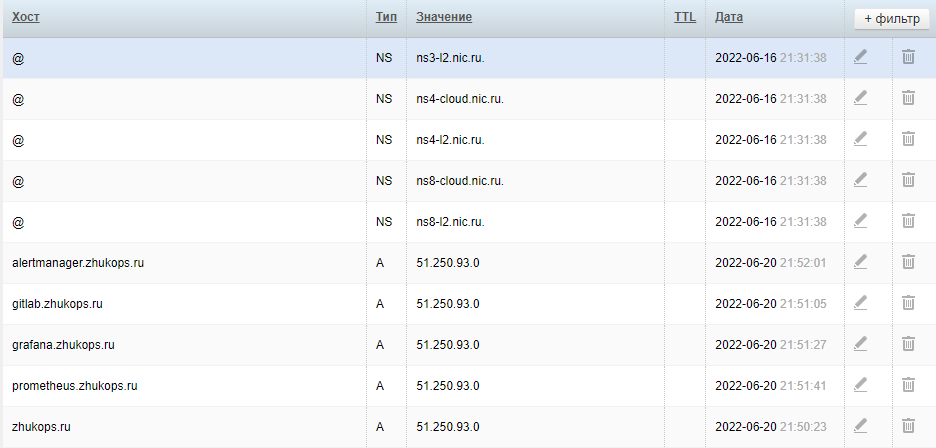 Хост Тип Значение TTL Дата + фильтр
@ NS ns3-l2.nic.ru. 2022-06-16 21:31:38
@ NS ns4-cloud.nic.ru. 2022-06-16 21:31:38
@ NS ns4-l2.nic.ru. 2022-06-16 21:31:38
@ NS ns8-cloud.nic.ru. 2022-06-16 21:31:38
@ NS ns8-l2.nic.ru. 2022-06-16 21:31:38
alertmanager.zhukops.ru A 51.250.93.0 2022-06-20 21:52:01
gitlab.zhukops.ru A 51.250.93.0 2022-06-20 21:51:05
grafana.zhukops.ru A 51.250.93.0 2022-06-20 21:51:27
prometheus.zhukops.ru A 51.250.93.0 2022-06-20 21:51:41
zhukops.ru A 51.250.93.0 2022-06-20 21:50:23